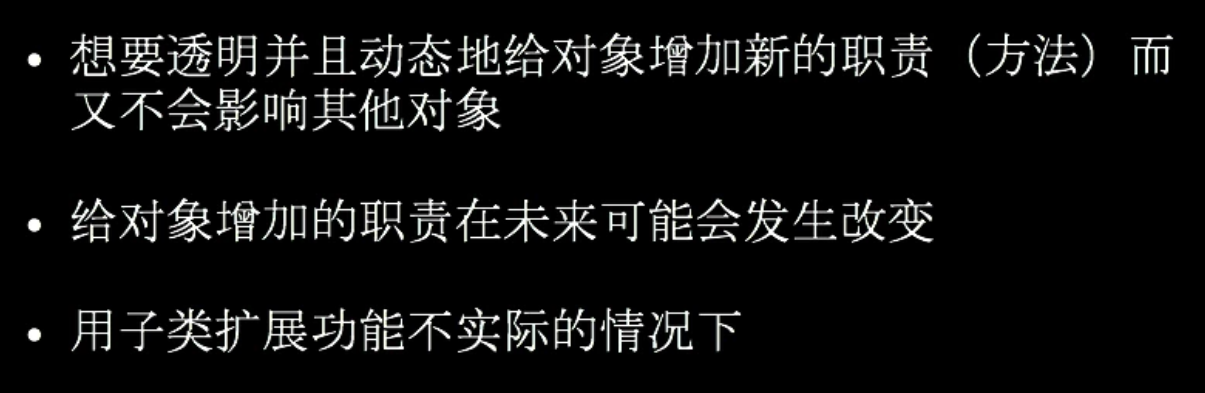 • 想要透明并且动态地给对象增加新的职责（方法）而
又不会影响其他对象
• 给对象增加的职责在未来可能会发生改变
• 用子类扩展功能不实际的情况下